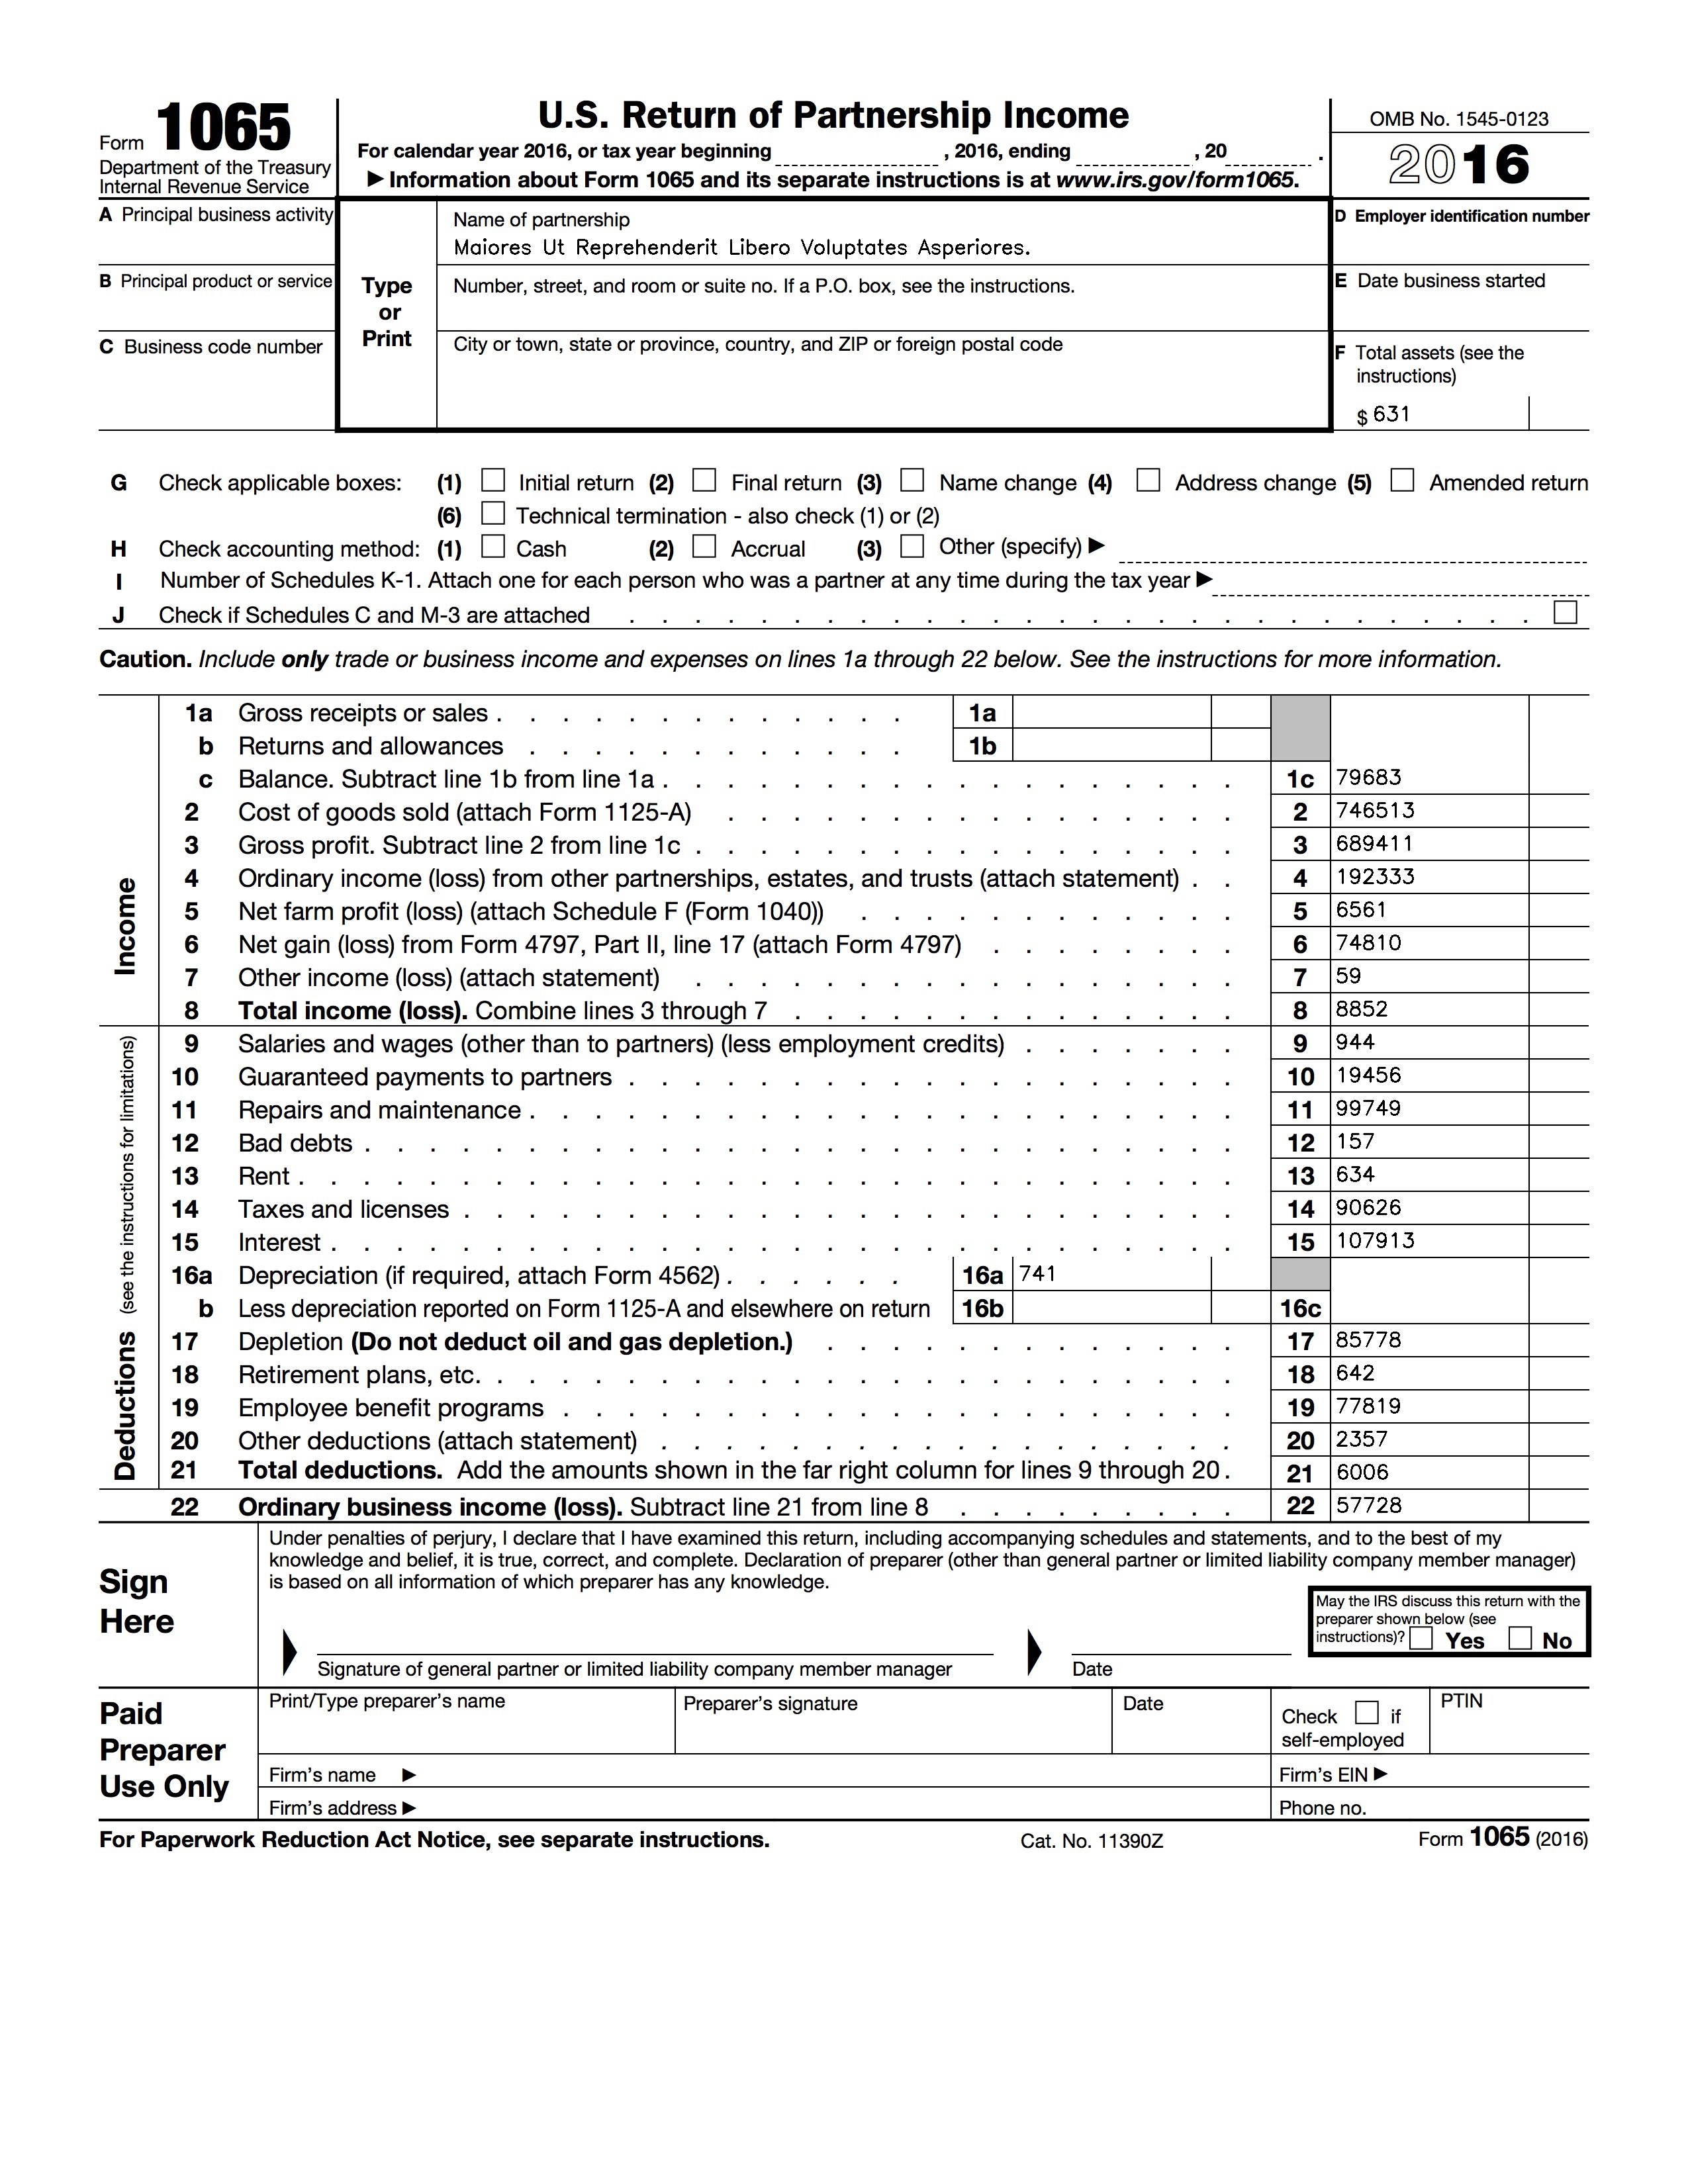 Form 1065
Department of the Treasury
Internal Revenue Service
U.S. Return of Partnership Income
For calendar year 2016, or tax year beginning , 2016, ending , 20 .
▶ Information about Form 1065 and its separate instructions is at www.irs.gov/form1065.
OMB No. 1545-0123
2016
A Principal business activity
B Principal product or service
C Business code number
Type
or
Print
Name of partnership
Maiores Ut Reprehenderit Libero Voluptates Asperiores.
Number, street, and room or suite no. If a P.O. box, see the instructions.
City or town, state or province, country, and ZIP or foreign postal code
D Employer identification number
E Date business started
F Total assets (see the
instructions)
$ 631
G Check applicable boxes: (1) Initial return (2) Final return (3) Name change (4) Address change (5) Amended return
(6) Technical termination - also check (1) or (2)
H Check accounting method: (1) Cash (2) Accrual (3) Other (specify) ▶
I Number of Schedules K-1. Attach one for each person who was a partner at any time during the tax year ▶
J Check if Schedules C and M-3 are attached
Caution. Include only trade or business income and expenses on lines 1a through 22 below. See the instructions for more information.
Income
1a Gross receipts or sales 1a
b Returns and allowances 1b
c Balance. Subtract line 1b from line 1a 1c 79683
2 Cost of goods sold (attach Form 1125-A) 2 746513
3 Gross profit. Subtract line 2 from line 1c 3 689411
4 Ordinary income (loss) from other partnerships, estates, and trusts (attach statement) 4 192333
5 Net farm profit (loss) (attach Schedule F (Form 1040)) 5 6561
6 Net gain (loss) from Form 4797, Part II, line 17 (attach Form 4797) 6 74810
7 Other income (loss) (attach statement) 7 59
8 Total income (loss). Combine lines 3 through 7 8 8852
Deductions (see the instructions for limitations)
9 Salaries and wages (other than to partners) (less employment credits) 9 944
10 Guaranteed payments to partners 10 19456
11 Repairs and maintenance 11 99749
12 Bad debts 12 157
13 Rent 13 634
14 Taxes and licenses 14 90626
15 Interest 15 107913
16a Depreciation (if required, attach Form 4562) 16a 741
b Less depreciation reported on Form 1125-A and elsewhere on return 16b 16c
17 Depletion (Do not deduct oil and gas depletion.) 17 85778
18 Retirement plans, etc. 18 642
19 Employee benefit programs 19 77819
20 Other deductions (attach statement) 20 2357
21 Total deductions. Add the amounts shown in the far right column for lines 9 through 20 21 6006
22 Ordinary business income (loss). Subtract line 21 from line 8 22 57728
Sign
Here
Under penalties of perjury, I declare that I have examined this return, including accompanying schedules and statements, and to the best of my
knowledge and belief, it is true, correct, and complete. Declaration of preparer (other than general partner or limited liability company member manager)
is based on all information of which preparer has any knowledge.
Signature of general partner or limited liability company member manager
Date
May the IRS discuss this return with the
preparer shown below (see
instructions)? Yes No
Paid
Preparer
Use Only
Print/Type preparer's name
Preparer's signature
Date
Check if
self-employed
PTIN
Firm's name ▶
Firm's EIN ▶
Firm's address ▶
Phone no.
For Paperwork Reduction Act Notice, see separate instructions.
Cat. No. 11390Z
Form 1065 (2016)